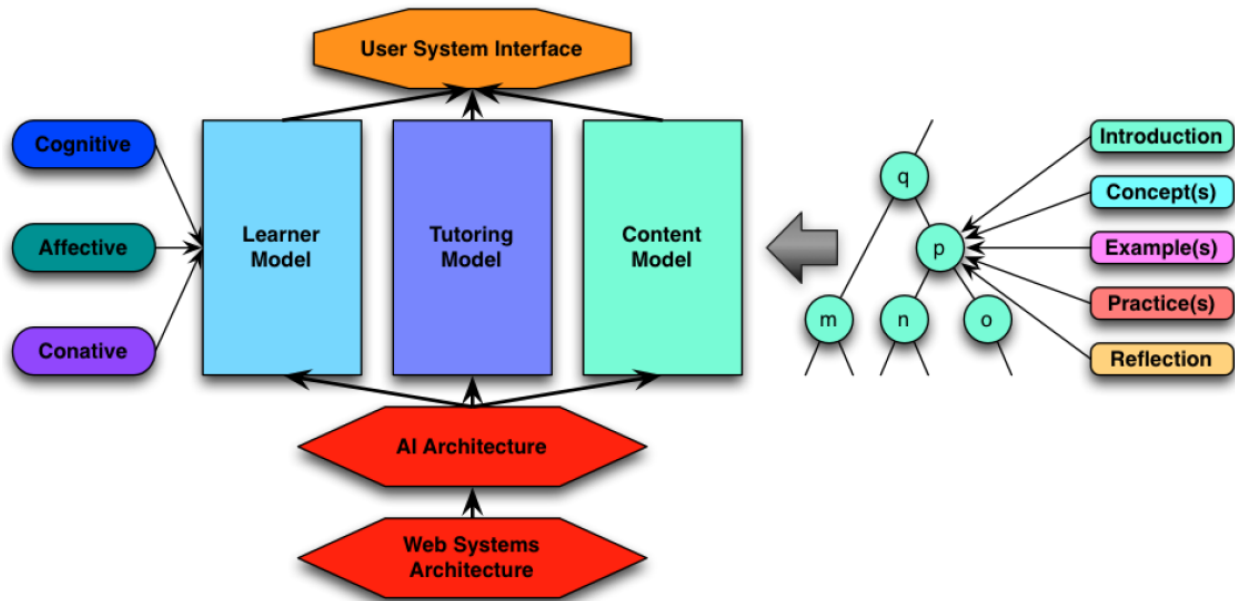 User System Interface
Cognitive
Affective
Conative
Learner
Model
Tutoring
Model
Content
Model
q
p
m
n
o
Introduction
Concept(s)
Example(s)
Practice(s)
Reflection
AI Architecture
Web Systems
Architecture